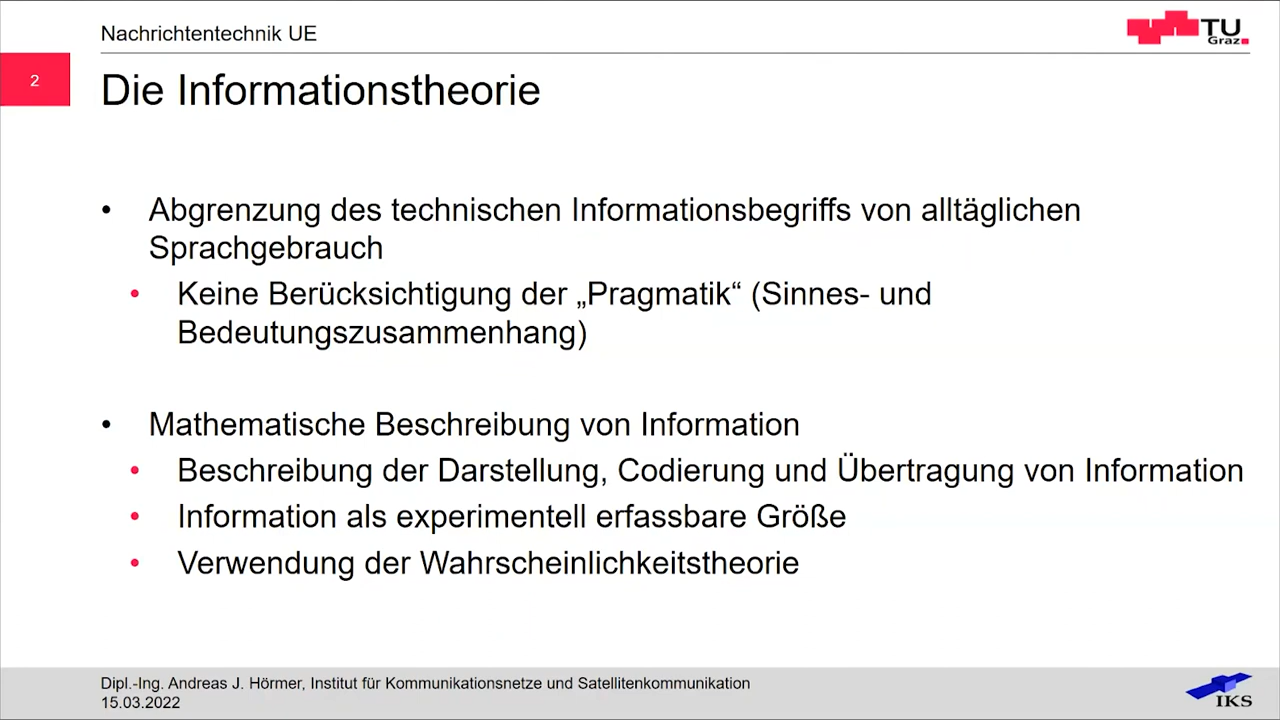 Nachrichtentechnik UE
TU
Graz
2
Die Informationstheorie
• Abgrenzung des technischen Informationsbegriffs von alltäglichen
Sprachgebrauch
• Keine Berücksichtigung der „Pragmatik“ (Sinnes- und
Bedeutungszusammenhang)
• Mathematische Beschreibung von Information
• Beschreibung der Darstellung, Codierung und Übertragung von Information
• Information als experimentell erfassbare Größe
• Verwendung der Wahrscheinlichkeitstheorie
Dipl.-Ing. Andreas J. Hörmer, Institut für Kommunikationsnetze und Satellitenkommunikation
15.03.2022
IKS